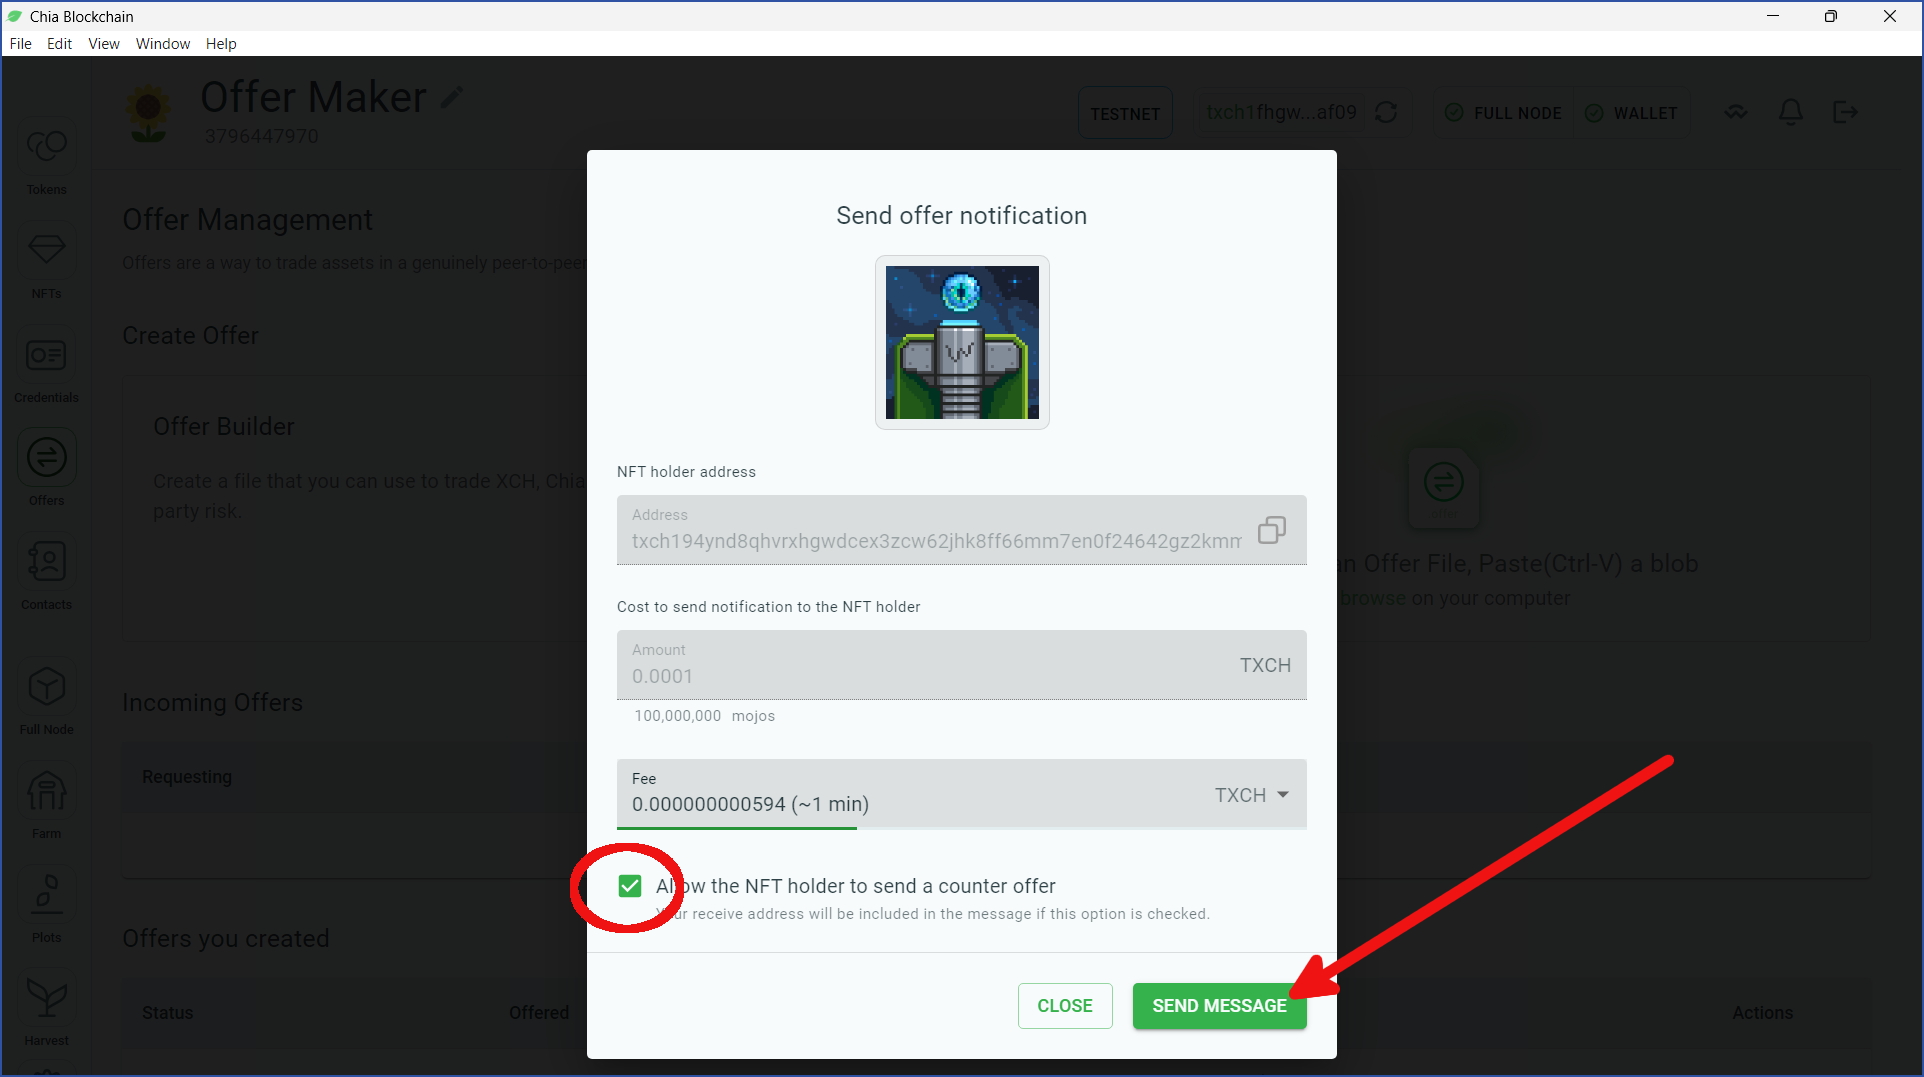 Chia Blockchain
File Edit View Window Help
Offer Maker
3796447970
TESTNET
txch1fhgw...af09
FULL NODE
WALLET
Tokens
NFTs
Credentials
Offers
Contacts
Full Node
Farm
Plots
Harvest
Offer Management
Offers are a way to trade assets in a genuinely peer-to-peer
Create Offer
Offer Builder
Create a file that you can use to trade XCH, Chia
party risk.
Offer File, Paste(Ctrl-V) a blob
browse on your computer
Incoming Offers
Requesting
Offers you created
Status Offered Actions
Send offer notification
W
NFT holder address
Address
txch194ynd8qhvrxhgwdcex3zcw62jhk8ff66mm7en0f24642gz2kmm
Cost to send notification to the NFT holder
Amount
0.0001 TXCH
100,000,000 mojos
Fee
0.000000000594 (~1 min) TXCH
Allow the NFT holder to send a counter offer
Your receive address will be included in the message if this option is checked.
CLOSE
SEND MESSAGE